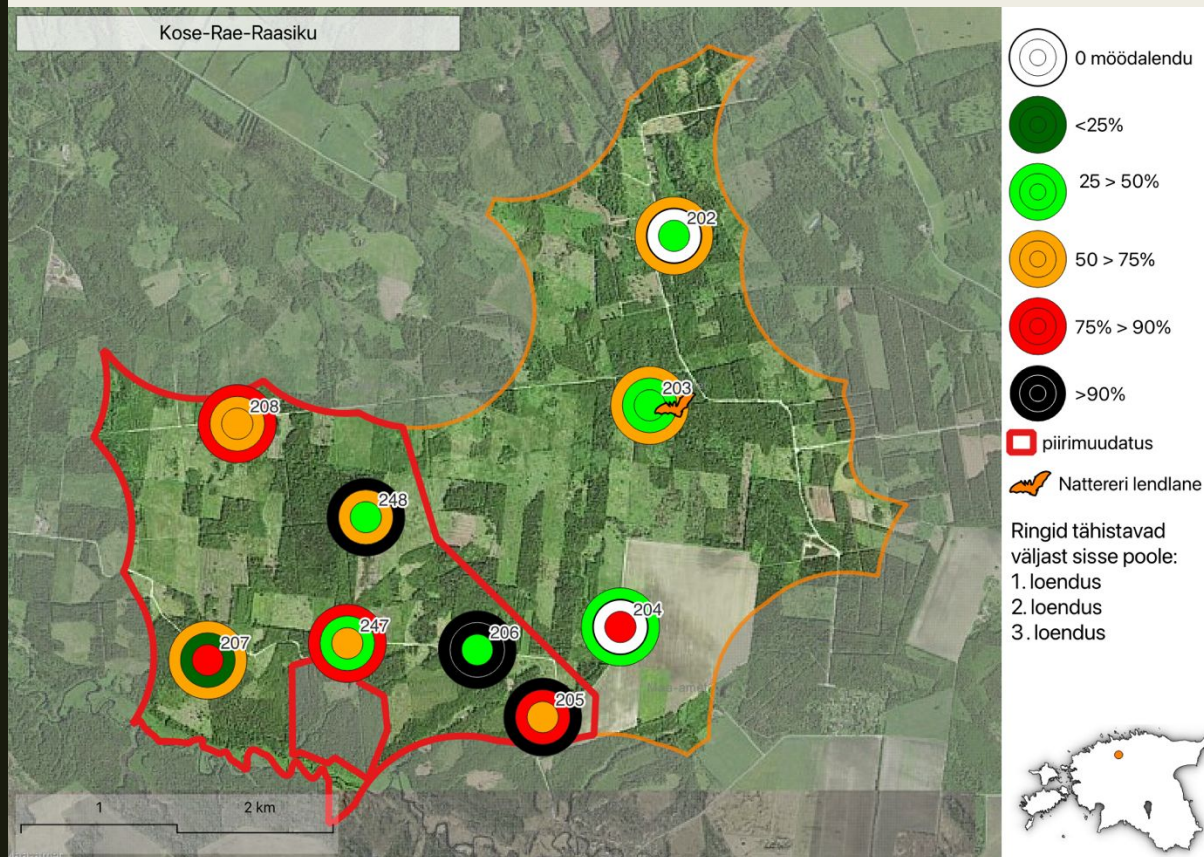 Kose-Rae-Raasiku
202
203
208
248
204
247
206
207
205
1
2 km
0 möödalendu
<25%
25 > 50%
50 > 75%
75% > 90%
>90%
piirimuudatus
Nattereri lendlane
Ringid tähistavad
väljast sisse poole:
1. loendus
2. loendus
3. loendus